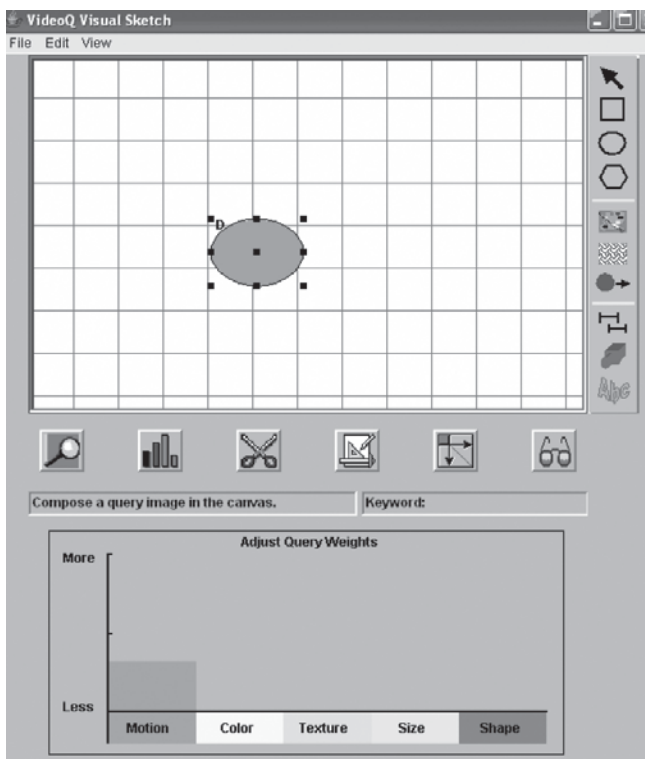 VideoQ Visual Sketch
File Edit View
D
Abc
Compose a query image in the canvas.
Keyword:
Adjust Query Weights
More
Less
Motion Color Texture Size Shape